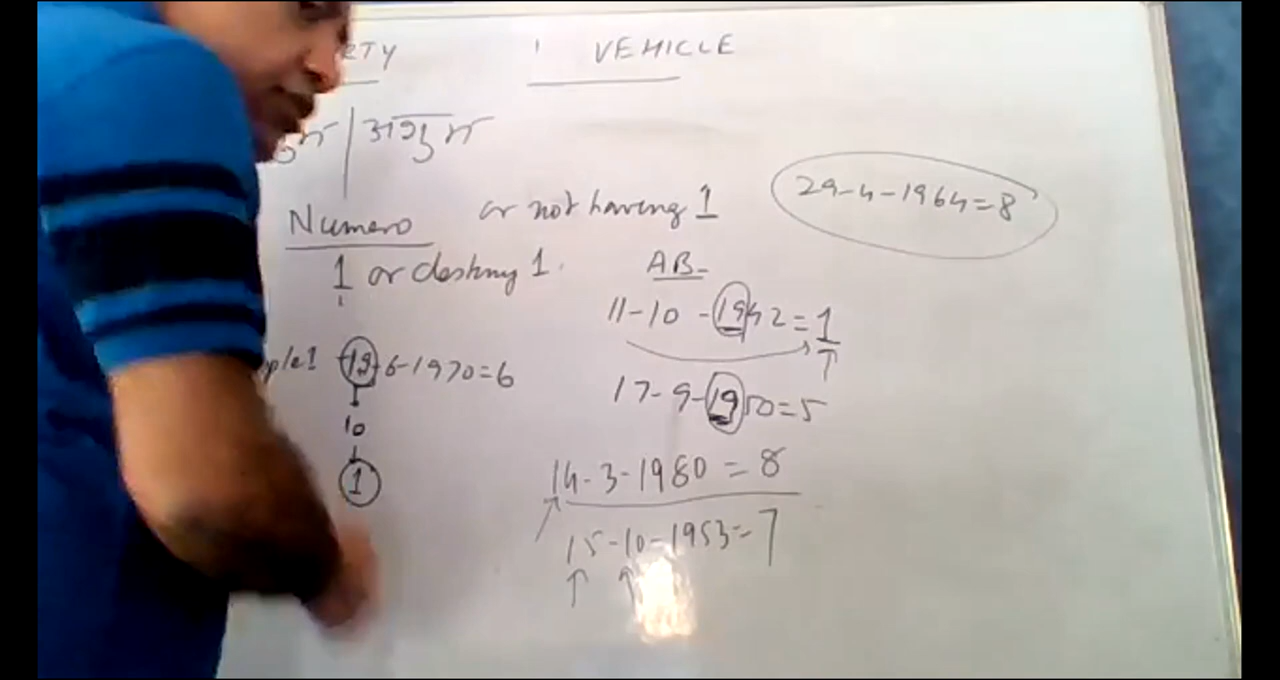 RTY VEHICLE
अशुभ
Numero or not having 1
1 or destiny 1.
AB-
29-4-1964=8
11-10-1942=1
ple1 19-6-1970=6
17-9-1950=5
10
14-3-1980=8
1
15-10-1953=7